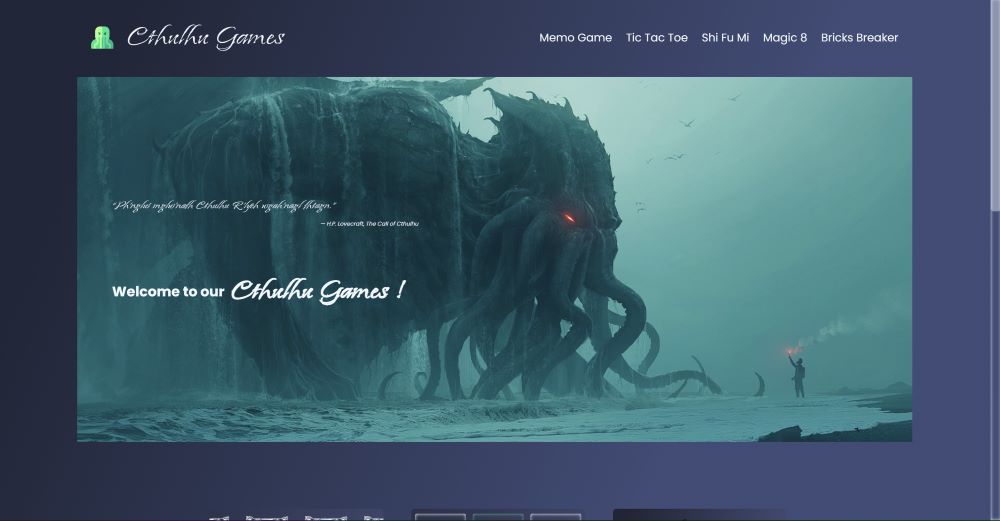 Cthulhu Games
Memo Game Tic Tac Toe Shi Fu Mi Magic 8 Bricks Breaker
"Ph'nglui mglw'nafh Cthulhu R'lyeh wgah'nagl fhtagn."
— H.P. Lovecraft, The Call of Cthulhu
Welcome to our Cthulhu Games !